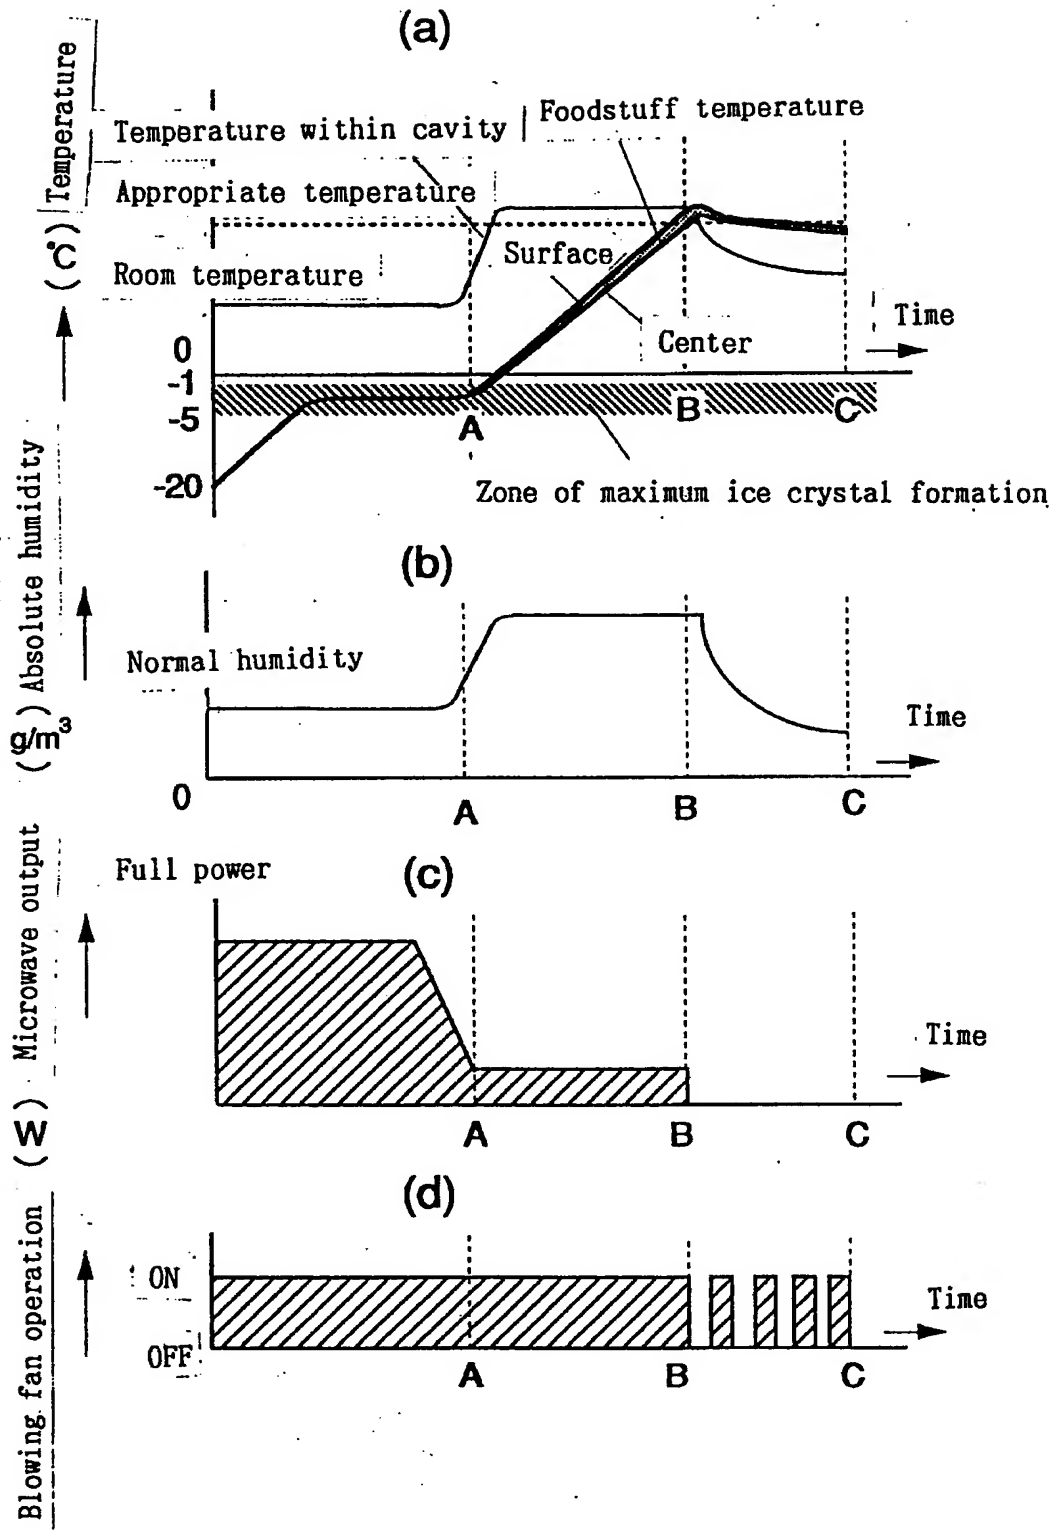 (a)
Temperature
(C°)
Temperature within cavity
Foodstuff temperature
Appropriate temperature
Room temperature
Surface
Center
Time
0
-1
-5
-20
A
B
C
Zone of maximum ice crystal formation
(b)
Absolute humidity
(g/m³)
Normal humidity
Time
0
A
B
C
(c)
Microwave output
(W)
Full power
Time
A
B
C
(d)
Blowing fan operation
ON
OFF
Time
A
B
C